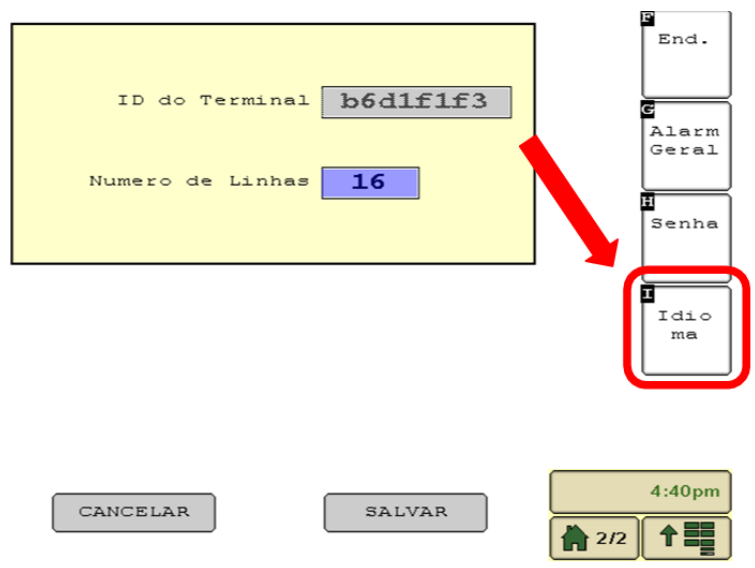 F
End.
ID do Terminal b6d1f1f3
G
Alarm
Geral
Numero de Linhas 16
H
Senha
I
Idio
ma
4:40pm
CANCELAR SALVAR
2/2